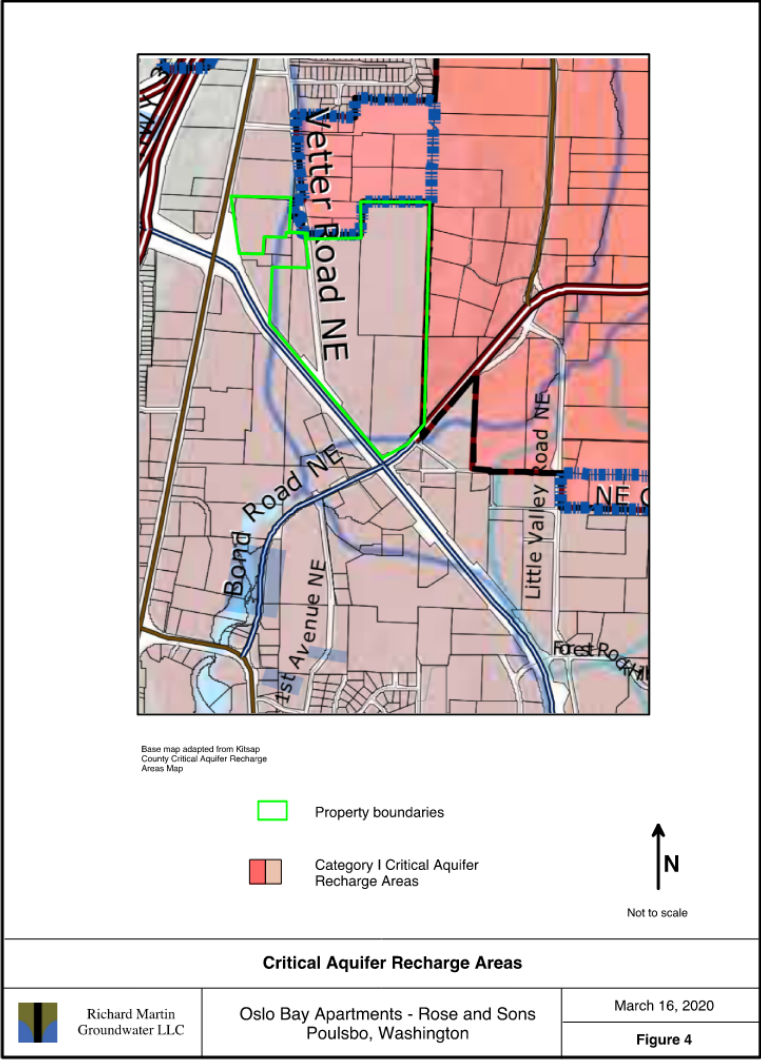 Vetter Road NE
Bond Road NE
1st Avenue NE
Little Valley Road NE
NE
Base map adapted from Kitsap
County Critical Aquifer Recharge
Areas Map
Property boundaries
Category I Critical Aquifer
Recharge Areas
N
Not to scale
Critical Aquifer Recharge Areas
Richard Martin
Groundwater LLC
Oslo Bay Apartments - Rose and Sons
Poulsbo, Washington
March 16, 2020
Figure 4